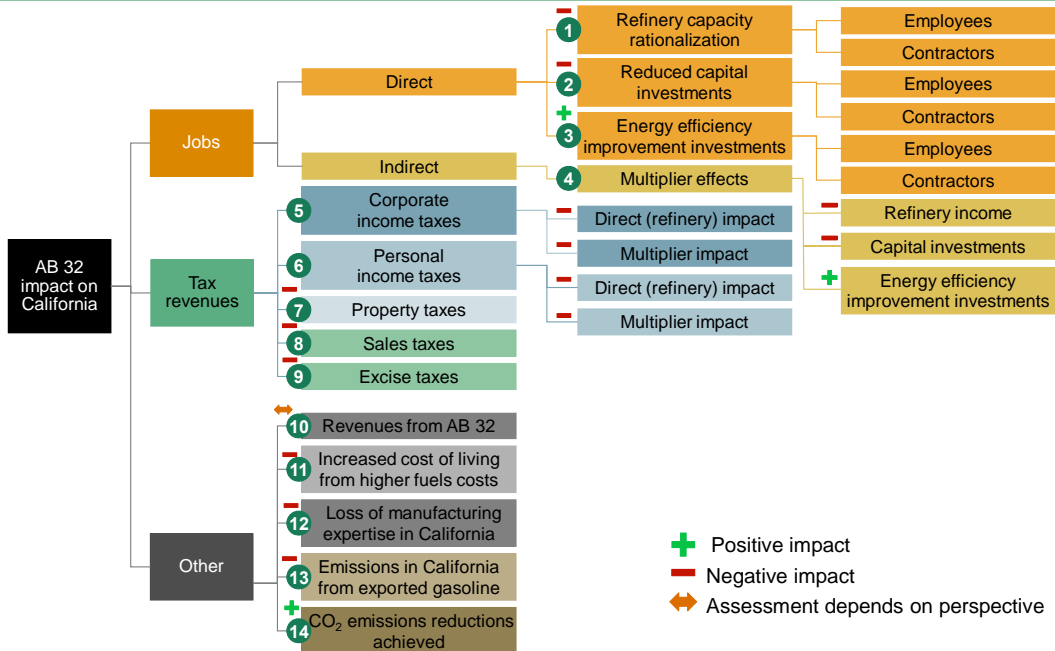 AB 32
impact on
California
Jobs
Direct
1
Refinery capacity
rationalization
Employees
Contractors
2
Reduced capital
investments
Employees
Contractors
3
Energy efficiency
improvement investments
Employees
Contractors
Indirect
4
Multiplier effects
Refinery income
Capital investments
Energy efficiency
improvement investments
Tax
revenues
5
Corporate
income taxes
Direct (refinery) impact
Multiplier impact
6
Personal
income taxes
Direct (refinery) impact
Multiplier impact
7
Property taxes
8
Sales taxes
9
Excise taxes
Other
10
Revenues from AB 32
11
Increased cost of living
from higher fuels costs
12
Loss of manufacturing
expertise in California
13
Emissions in California
from exported gasoline
14
CO₂ emissions reductions
achieved
Positive impact
Negative impact
Assessment depends on perspective